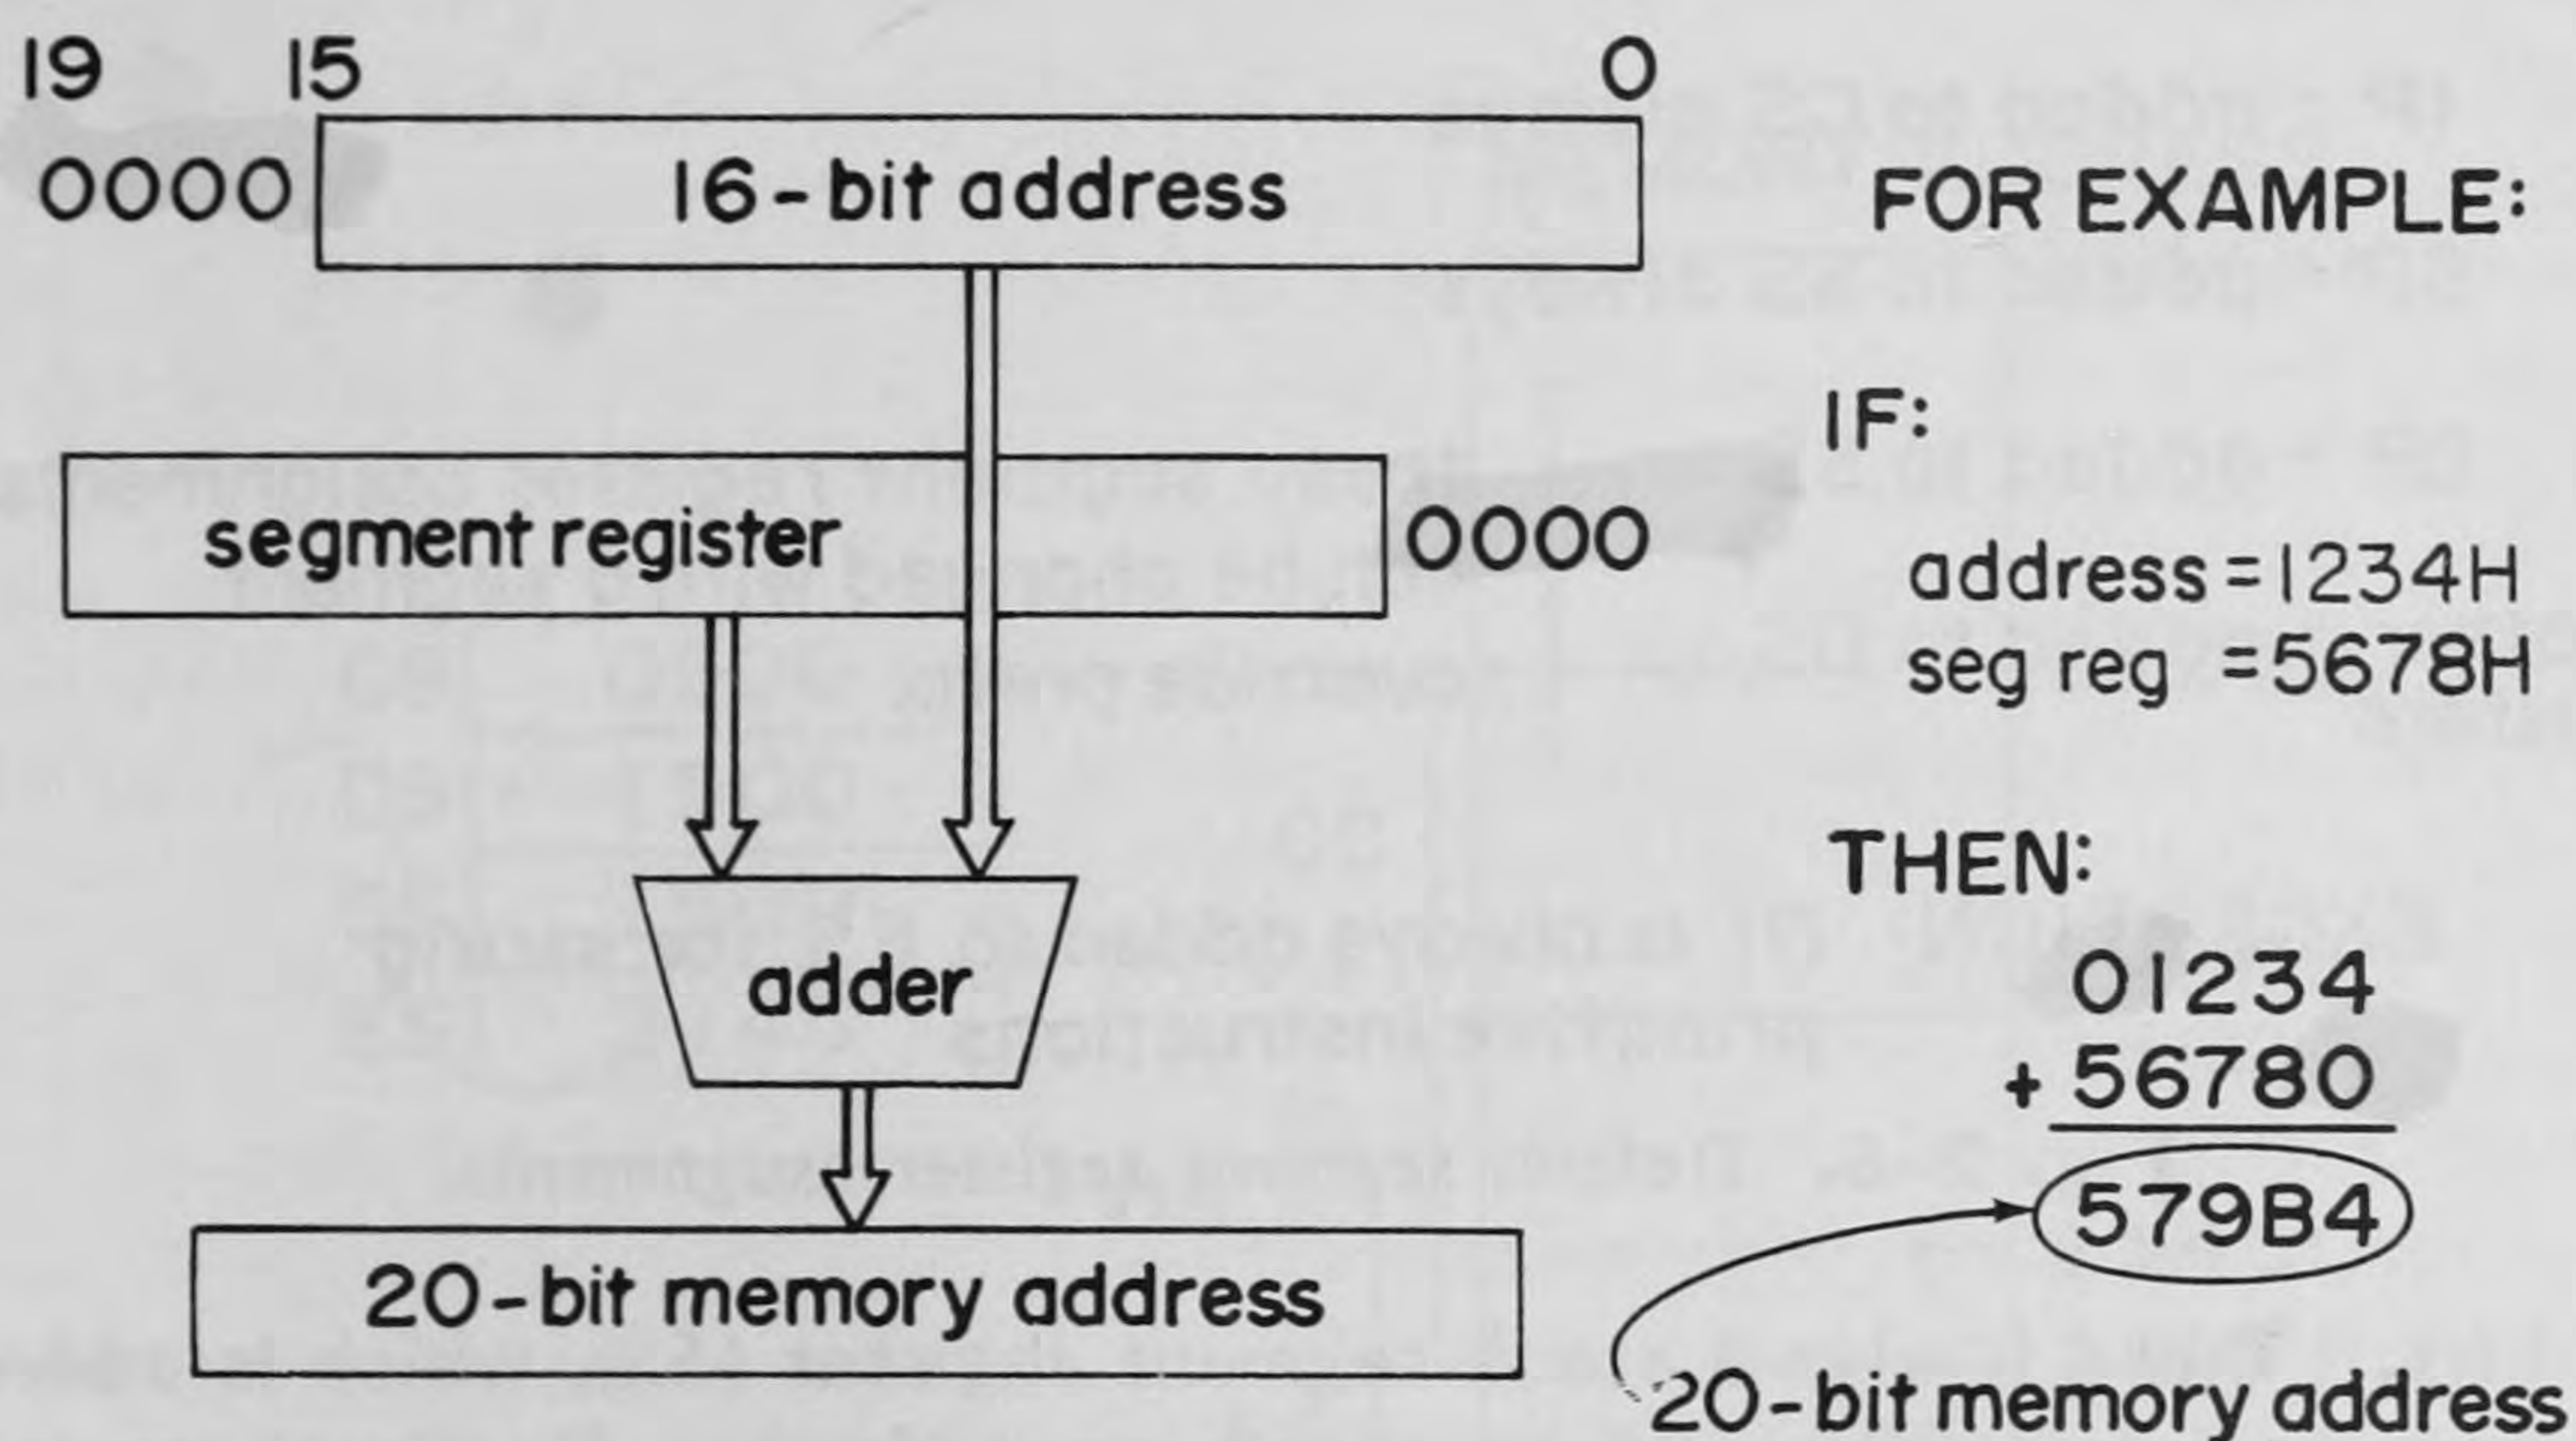 19 15 0
0000 16-bit address
segment register 0000
adder
20-bit memory address
FOR EXAMPLE:
IF:
address = 1234H
seg reg = 5678H
THEN:
01234
+ 56780
579B4
20-bit memory address